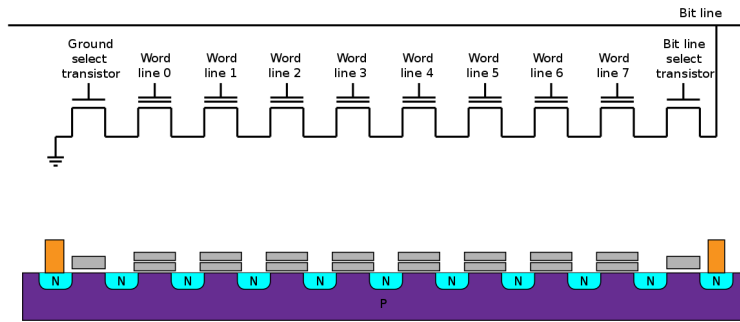 Bit line
Ground
select
transistor
Word
line 0
Word
line 1
Word
line 2
Word
line 3
Word
line 4
Word
line 5
Word
line 6
Word
line 7
Bit line
select
transistor
N N N N N N N N N N N
P